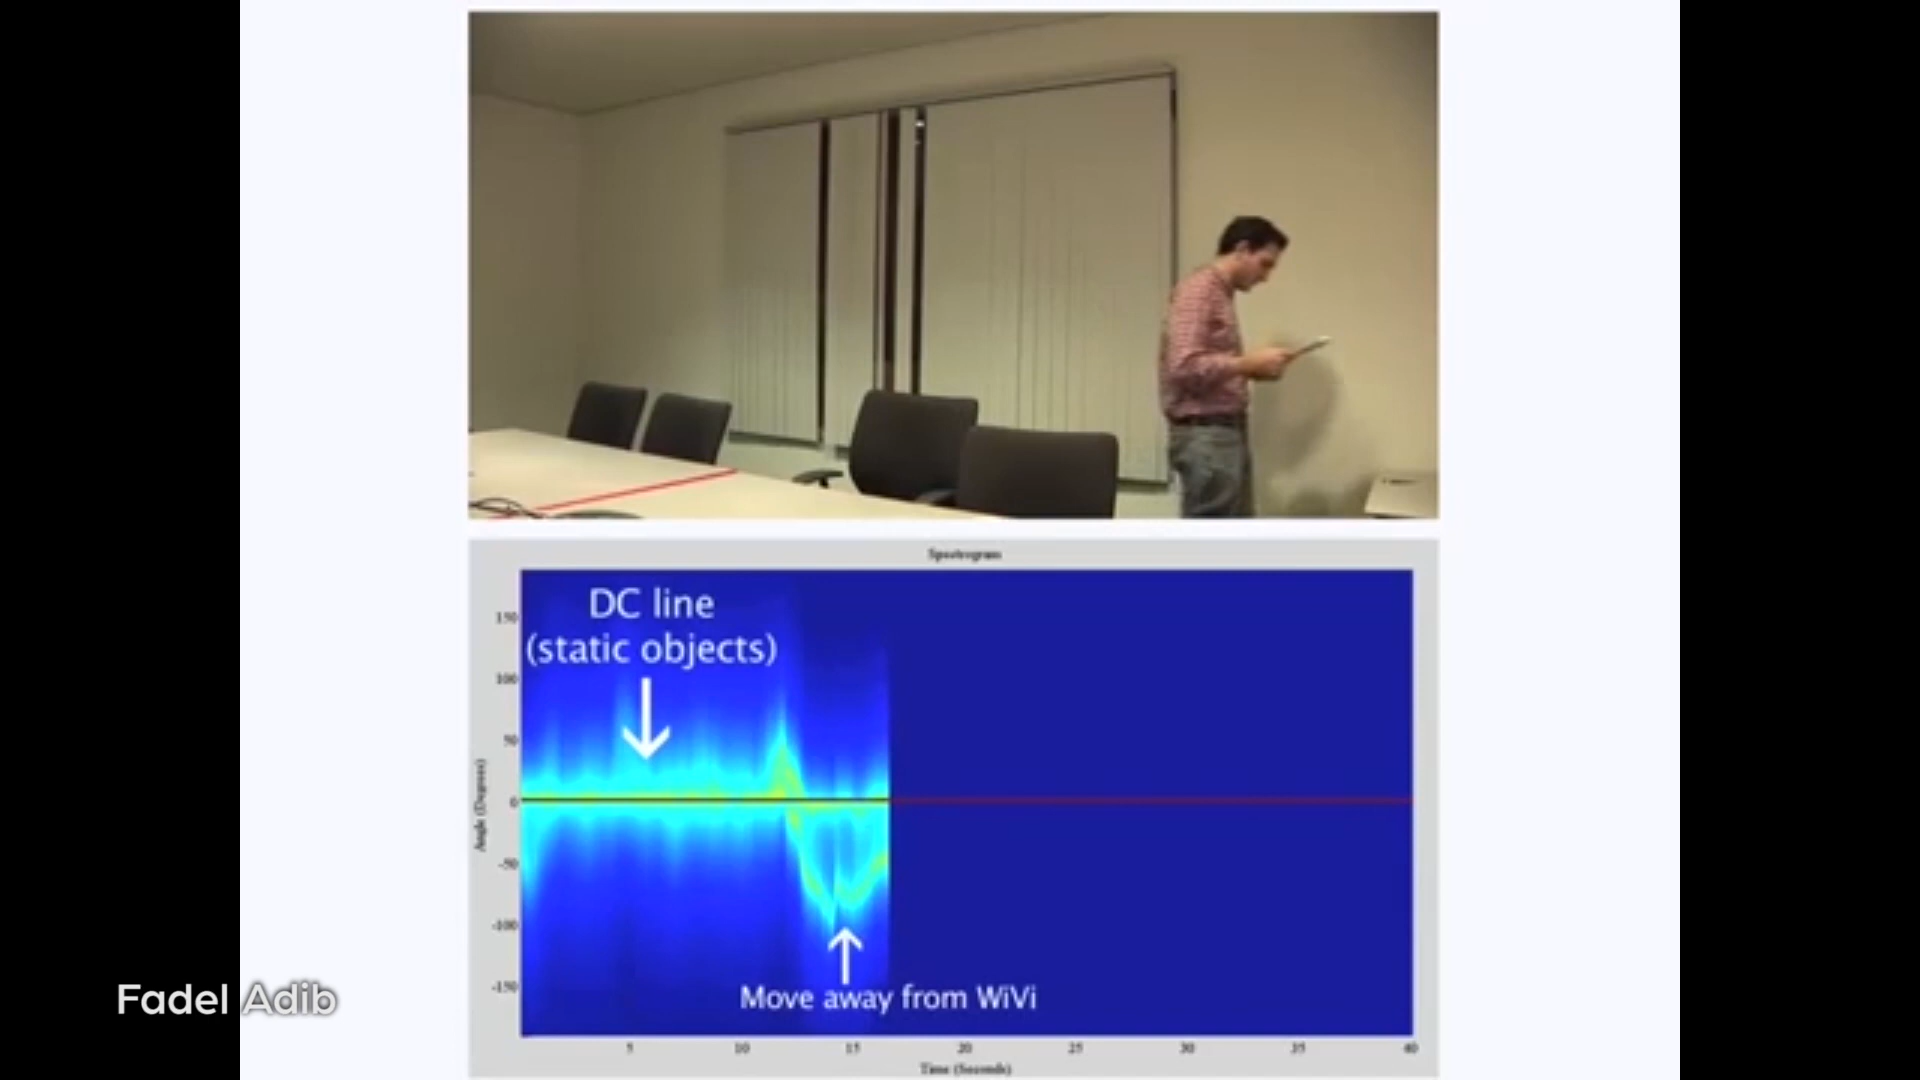 Spectrogram
DC line
(static objects)
150
100
50
0
-50
-100
-150
Angle (Degrees)
Move away from WiVi
5
10
15
20
25
30
35
40
Time (Seconds)
Fadel Adib